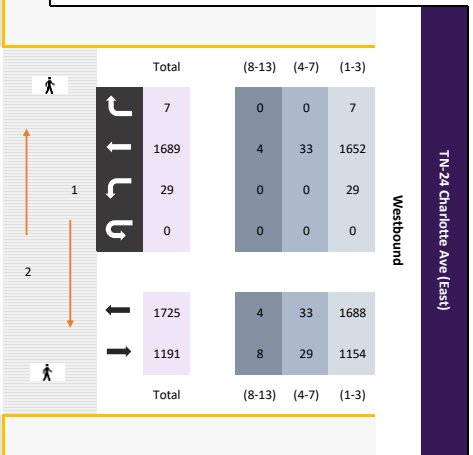 Total (8-13) (4-7) (1-3)
7 0 0 7
1689 4 33 1652
1 29 0 0 29
0 0 0 0
2
1725 4 33 1688
1191 8 29 1154
Total (8-13) (4-7) (1-3)
Westbound
TN-24 Charlotte Ave (East)